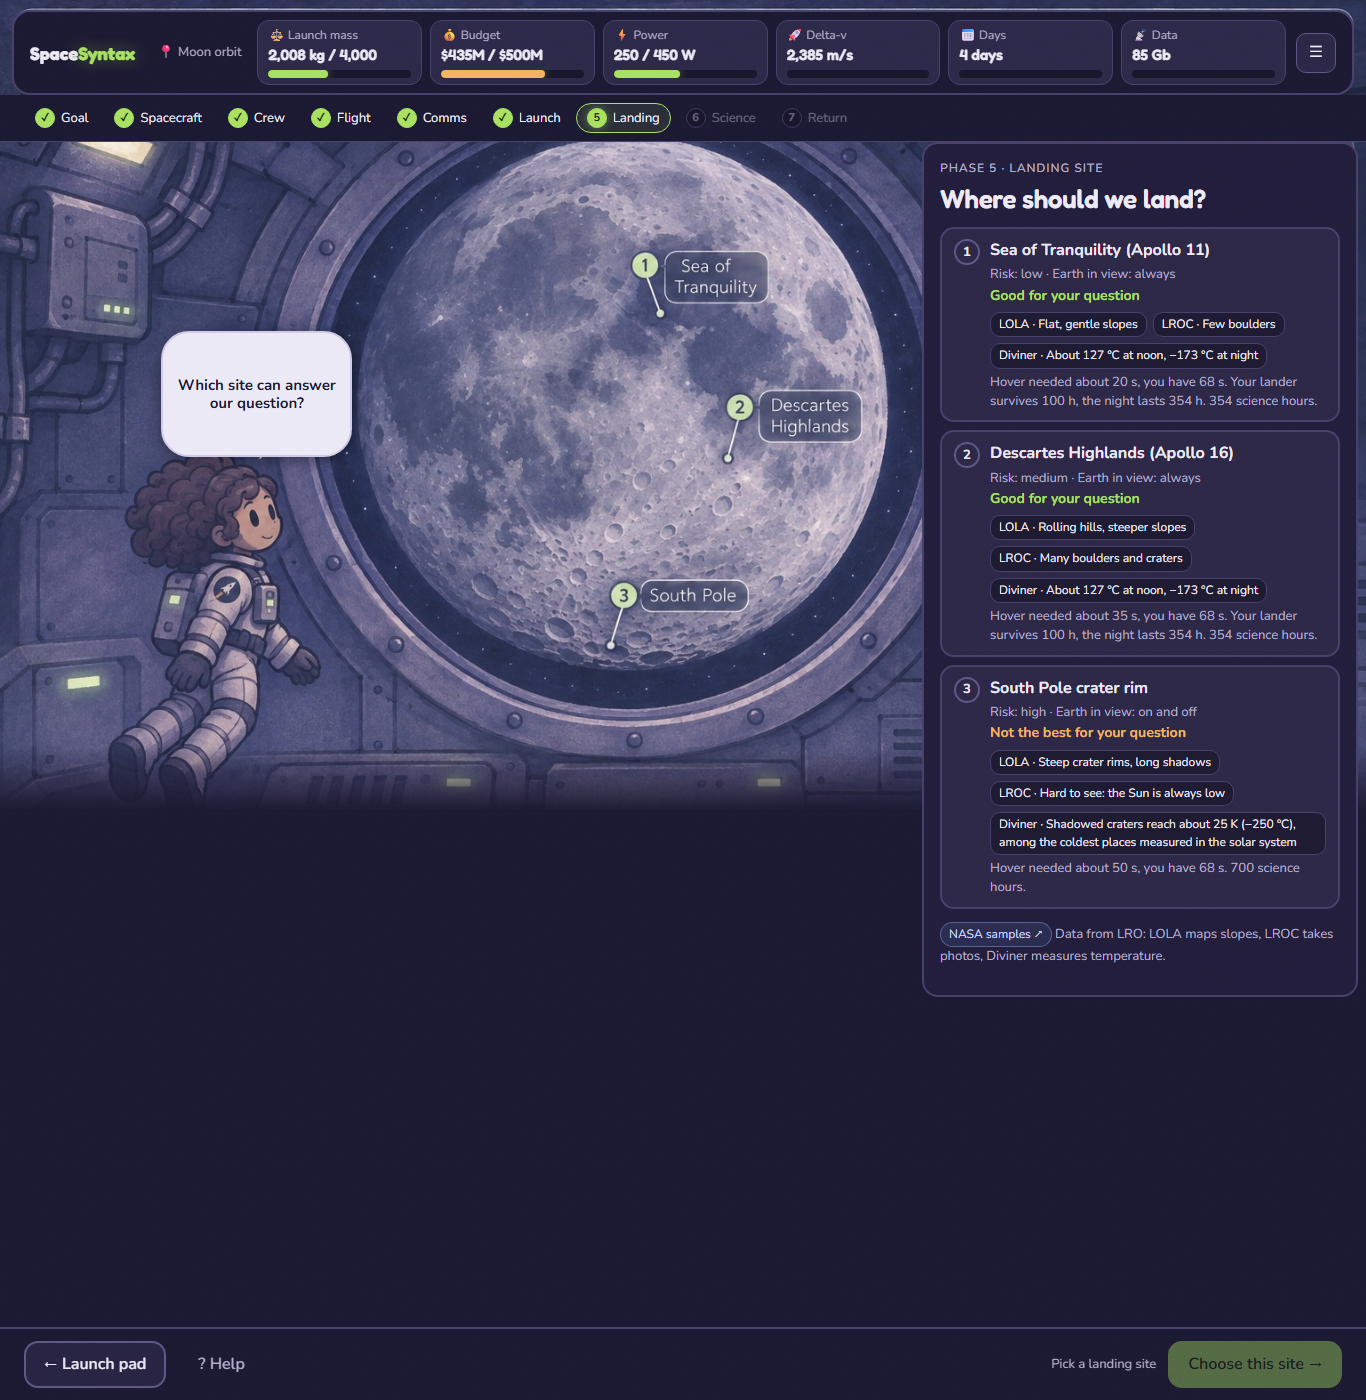 SpaceSyntax
📍 Moon orbit
⚖️ Launch mass
2,008 kg / 4,000
💰 Budget
$435M / $500M
⚡ Power
250 / 450 W
🚀 Delta-v
2,385 m/s
🗓️ Days
4 days
📡 Data
85 Gb
☰
✓ Goal
✓ Spacecraft
✓ Crew
✓ Flight
✓ Comms
✓ Launch
5 Landing
6 Science
7 Return
Which site can answer
our question?
1 Sea of
Tranquility
2 Descartes
Highlands
3 South Pole
PHASE 5 · LANDING SITE
Where should we land?
1 Sea of Tranquility (Apollo 11)
Risk: low · Earth in view: always
Good for your question
LOLA · Flat, gentle slopes
LROC · Few boulders
Diviner · About 127 °C at noon, −173 °C at night
Hover needed about 20 s, you have 68 s. Your lander
survives 100 h, the night lasts 354 h. 354 science hours.
2 Descartes Highlands (Apollo 16)
Risk: medium · Earth in view: always
Good for your question
LOLA · Rolling hills, steeper slopes
LROC · Many boulders and craters
Diviner · About 127 °C at noon, −173 °C at night
Hover needed about 35 s, you have 68 s. Your lander
survives 100 h, the night lasts 354 h. 354 science hours.
3 South Pole crater rim
Risk: high · Earth in view: on and off
Not the best for your question
LOLA · Steep crater rims, long shadows
LROC · Hard to see: the Sun is always low
Diviner · Shadowed craters reach about 25 K (−250 °C),
among the coldest places measured in the solar system
Hover needed about 50 s, you have 68 s. 700 science
hours.
NASA samples ↗ Data from LRO: LOLA maps slopes, LROC takes
photos, Diviner measures temperature.
← Launch pad
? Help
Pick a landing site
Choose this site →